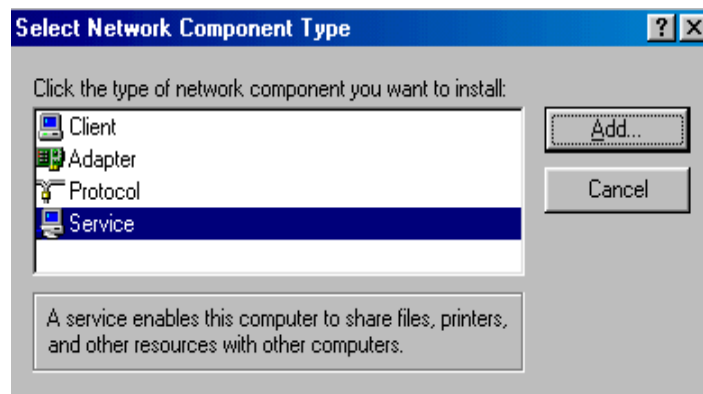 Select Network Component Type
Click the type of network component you want to install:
Client
Adapter
Protocol
Service
Add...
Cancel
A service enables this computer to share files, printers,
and other resources with other computers.